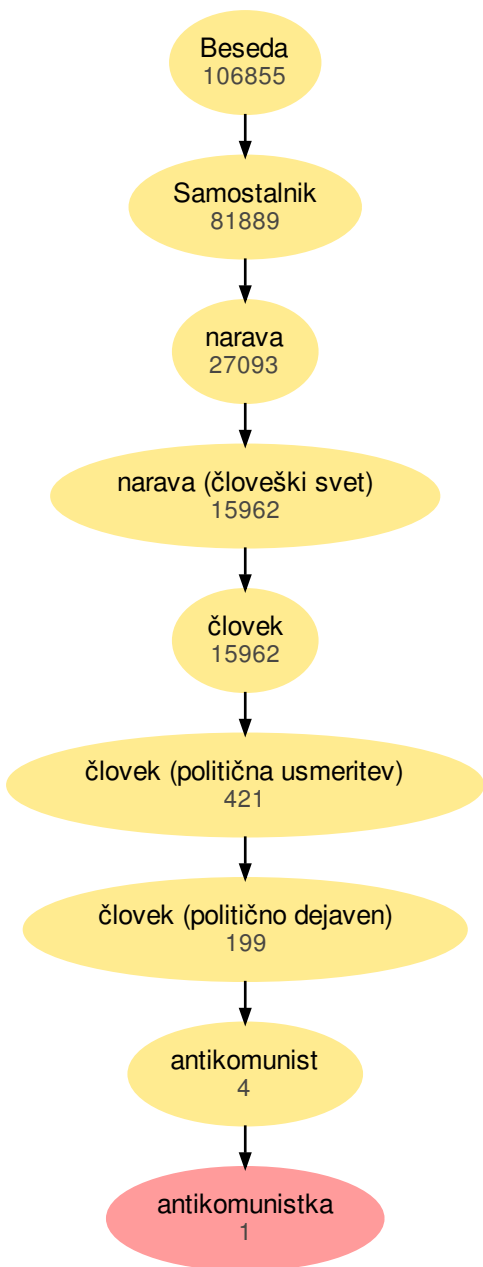 Beseda
106855
Samostalnik
81889
narava
27093
narava (človeški svet)
15962
človek
15962
človek (politična usmeritev)
421
človek (politično dejaven)
199
antikomunist
4
antikomunistka
1